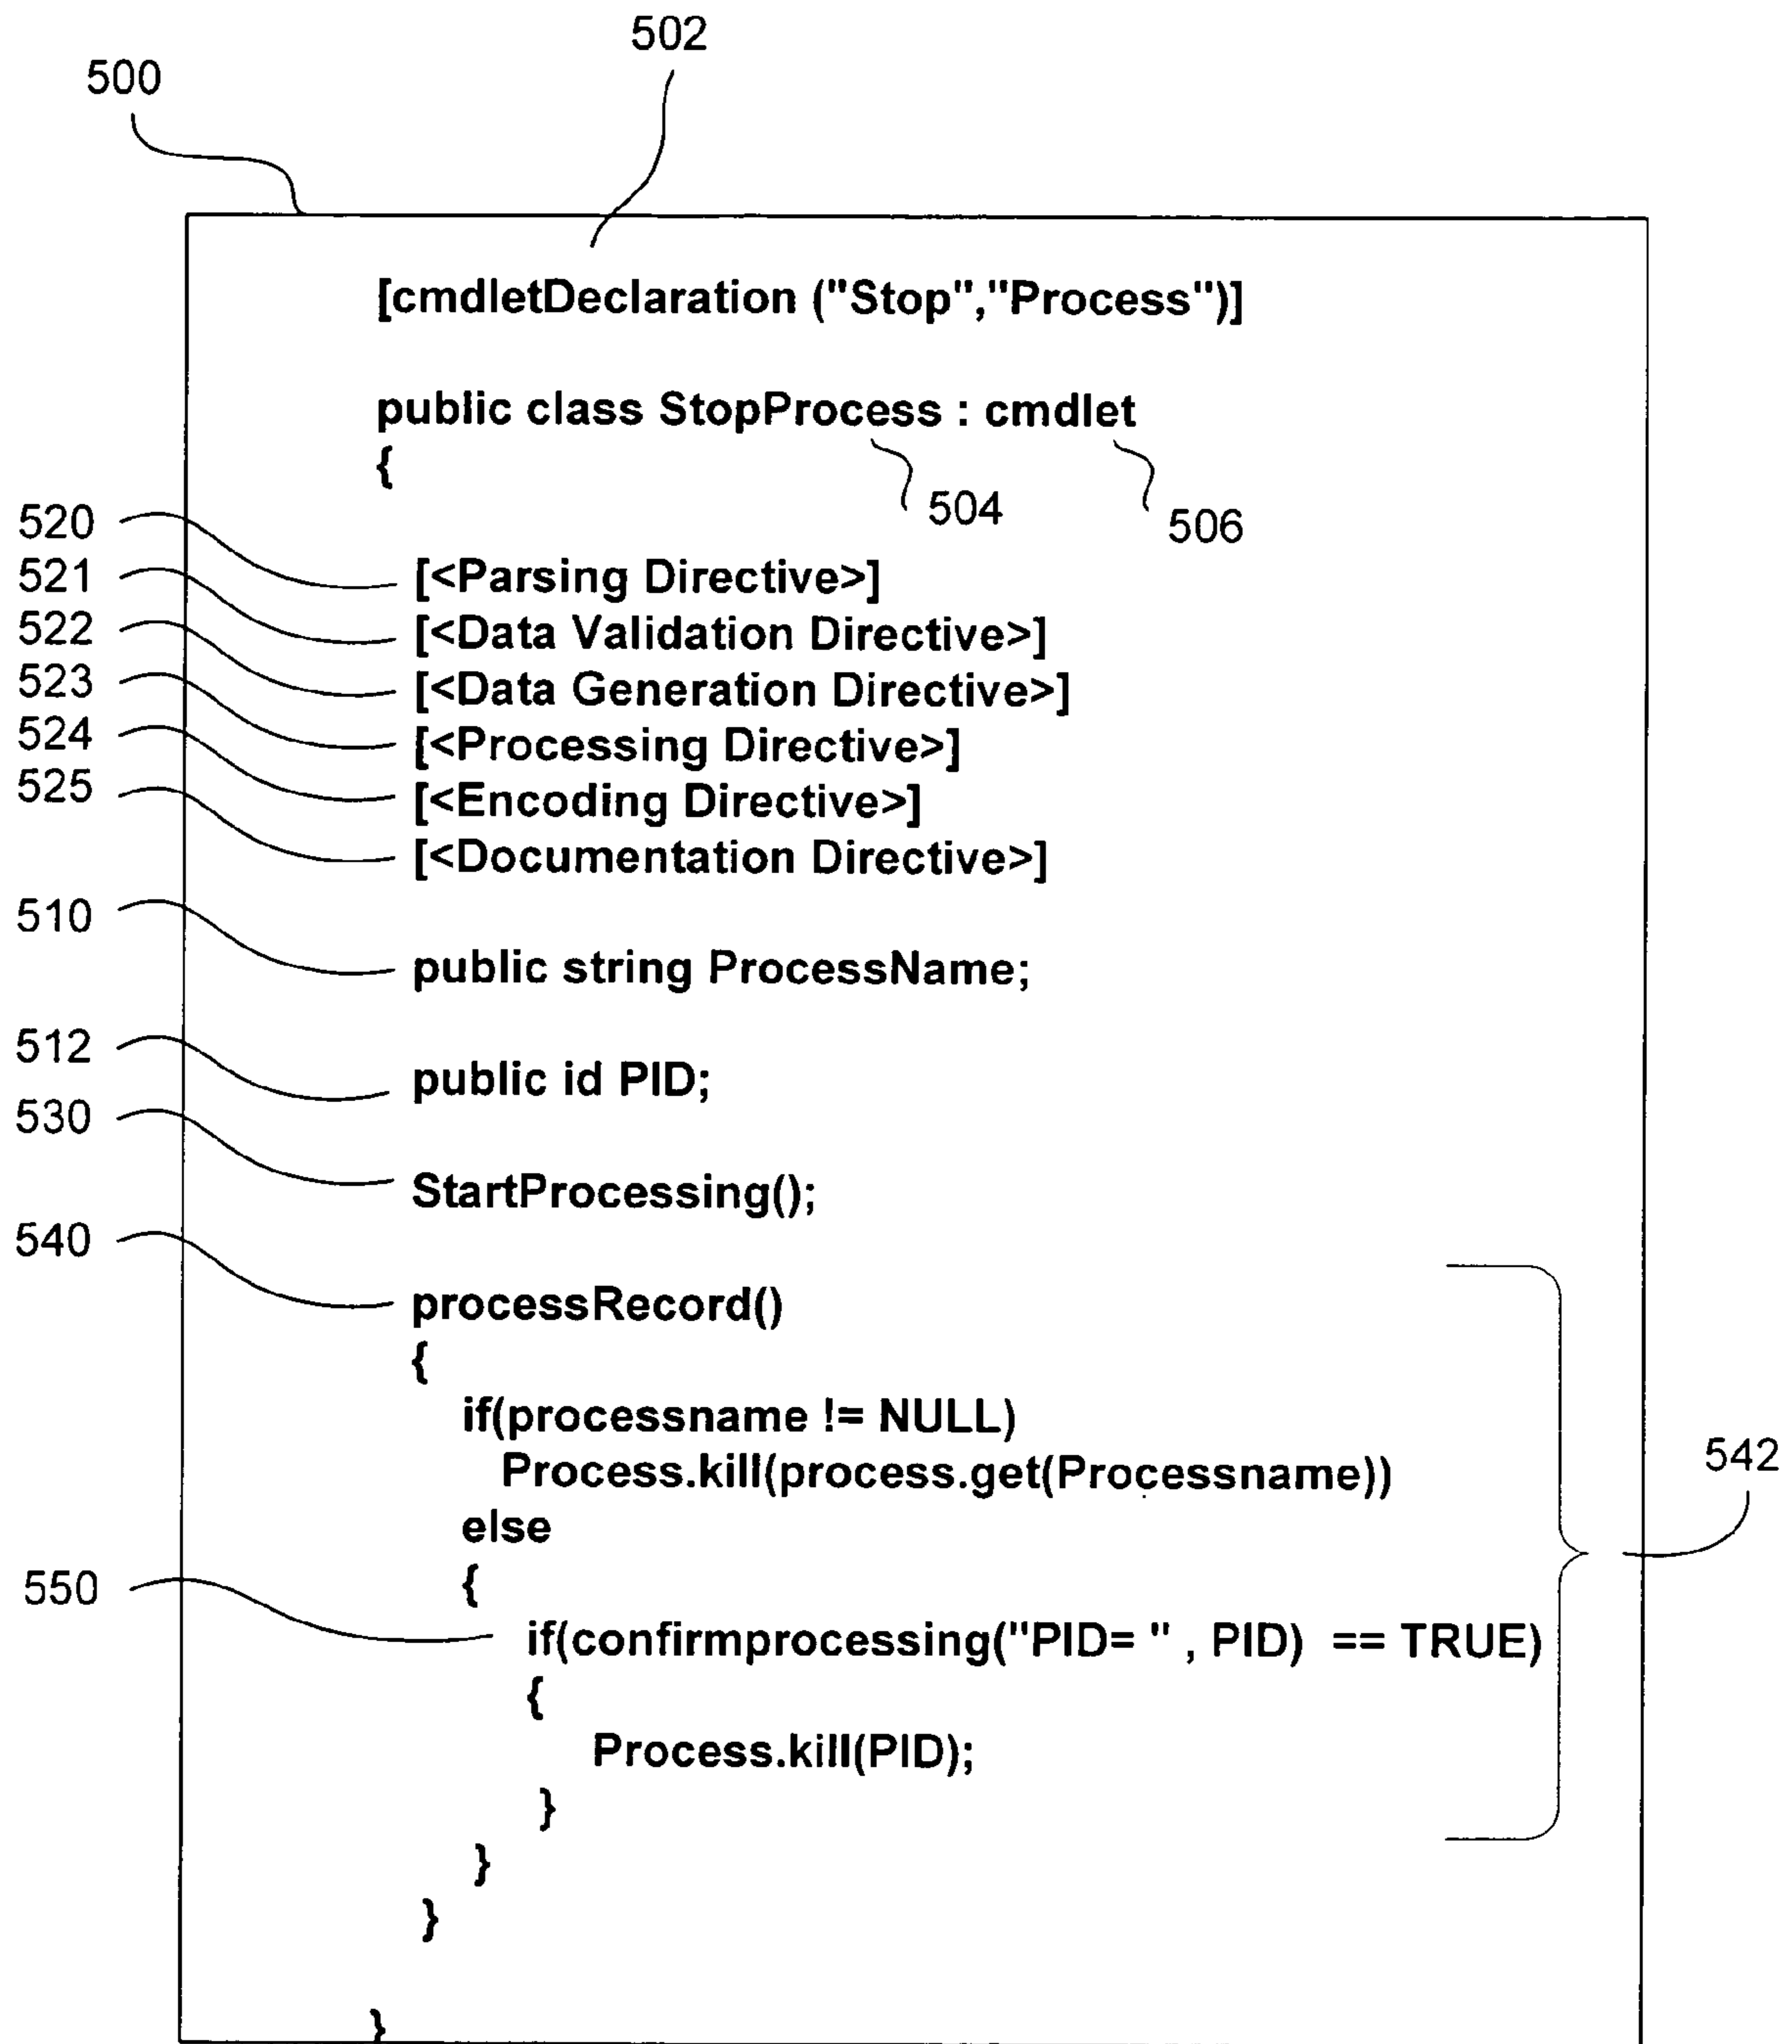 502
500
[cmdletDeclaration ("Stop","Process")]
public class StopProcess : cmdlet
{
504
506
520 [<Parsing Directive>]
521 [<Data Validation Directive>]
522 [<Data Generation Directive>]
523 [<Processing Directive>]
524 [<Encoding Directive>]
525 [<Documentation Directive>]
510 public string ProcessName;
512 public id PID;
530 StartProcessing();
540 processRecord()
{
if(processname != NULL)
Process.kill(process.get(Processname))
542
else
{
550 if(confirmprocessing("PID= " , PID) == TRUE)
{
Process.kill(PID);
}
}
}
}